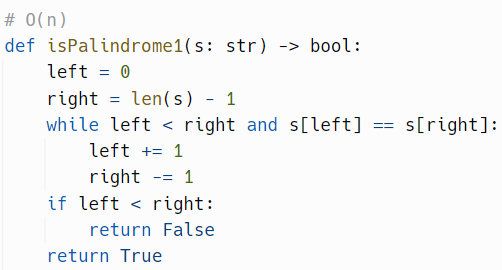 # O(n)
def isPalindrome1(s: str) -> bool:
    left = 0
    right = len(s) - 1
    while left < right and s[left] == s[right]:
        left += 1
        right -= 1
    if left < right:
        return False
    return True